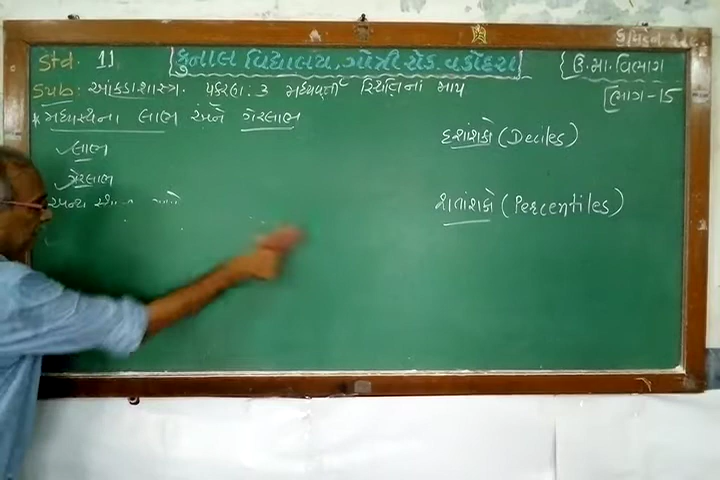 Std. 11
કુનાલ વિદ્યાલય, ગોત્રી રોડ, વડોદરા
ઉ.મા. વિભાગ
Sub: આંકડાશાસ્ત્ર. પ્રકરણ: 3 મધ્યવર્તી સ્થિતિનાં માપ
ભાગ-15
* મધ્યસ્થના લાભ અને ગેરલાભ
દશાંશકો (Deciles)
✓ લાભ
✓ ગેરલાભ
અન્ય
શતાંશકો (Percentiles)